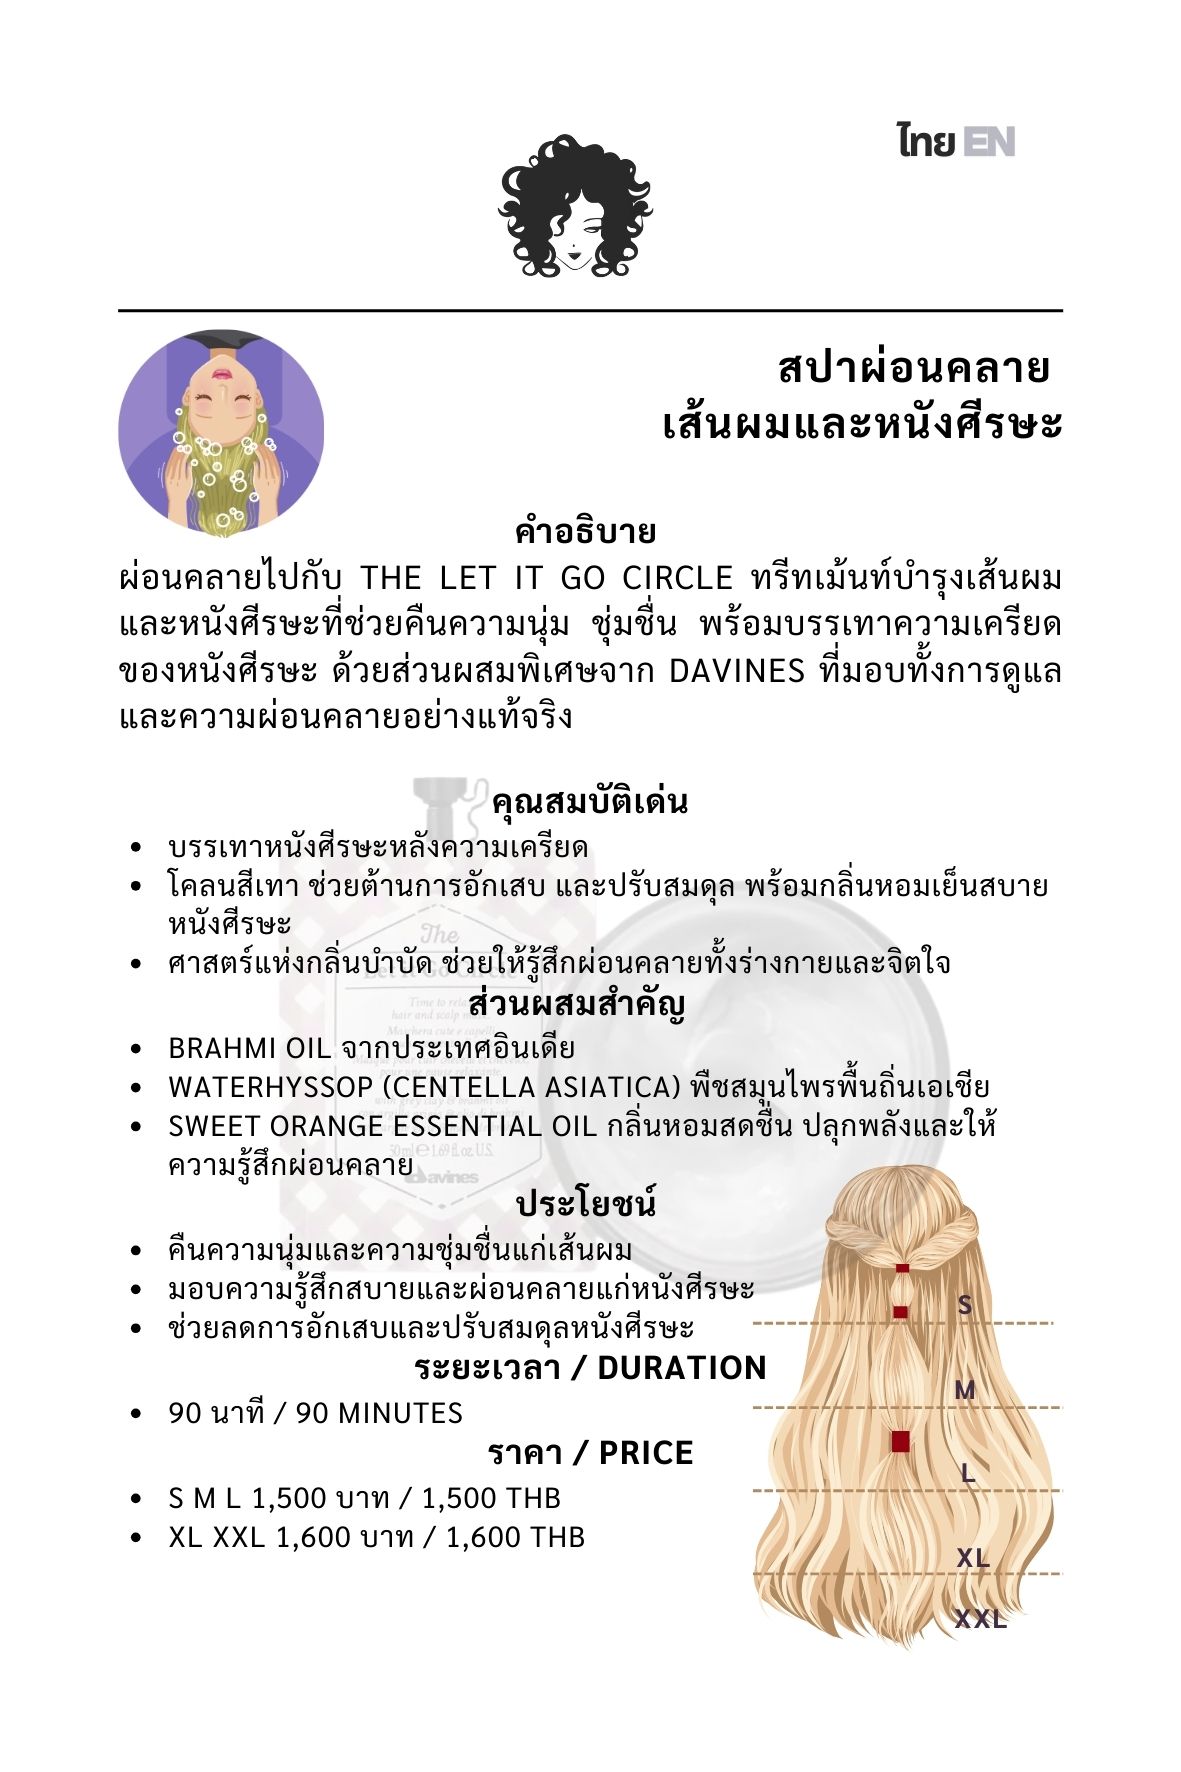 ไทย EN
สปาผ่อนคลาย
เส้นผมและหนังศีรษะ
คำอธิบาย
ผ่อนคลายไปกับ THE LET IT GO CIRCLE ทรีทเม้นท์บำรุงเส้นผม
และหนังศีรษะที่ช่วยคืนความนุ่ม ชุ่มชื่น พร้อมบรรเทาความเครียด
ของหนังศีรษะ ด้วยส่วนผสมพิเศษจาก DAVINES ที่มอบทั้งการดูแล
และความผ่อนคลายอย่างแท้จริง
คุณสมบัติเด่น
• บรรเทาหนังศีรษะหลังความเครียด
• โคลนสีเทา ช่วยต้านการอักเสบ และปรับสมดุล พร้อมกลิ่นหอมเย็นสบาย
หนังศีรษะ
• ศาสตร์แห่งกลิ่นบำบัด ช่วยให้รู้สึกผ่อนคลายทั้งร่างกายและจิตใจ
ส่วนผสมสำคัญ
• BRAHMI OIL จากประเทศอินเดีย
• WATERHYSSOP (CENTELLA ASIATICA) พืชสมุนไพรพื้นถิ่นเอเชีย
• SWEET ORANGE ESSENTIAL OIL กลิ่นหอมสดชื่น ปลุกพลังและให้
ความรู้สึกผ่อนคลาย
The
Let It Go Circle
50 ml ℮ 1.69 fl. oz. U.S.
davines
ประโยชน์
• คืนความนุ่มและความชุ่มชื่นแก่เส้นผม
• มอบความรู้สึกสบายและผ่อนคลายแก่หนังศีรษะ
• ช่วยลดการอักเสบและปรับสมดุลหนังศีรษะ
ระยะเวลา / DURATION
• 90 นาที / 90 MINUTES
ราคา / PRICE
• S M L 1,500 บาท / 1,500 THB
• XL XXL 1,600 บาท / 1,600 THB
S
M
L
XL
XXL